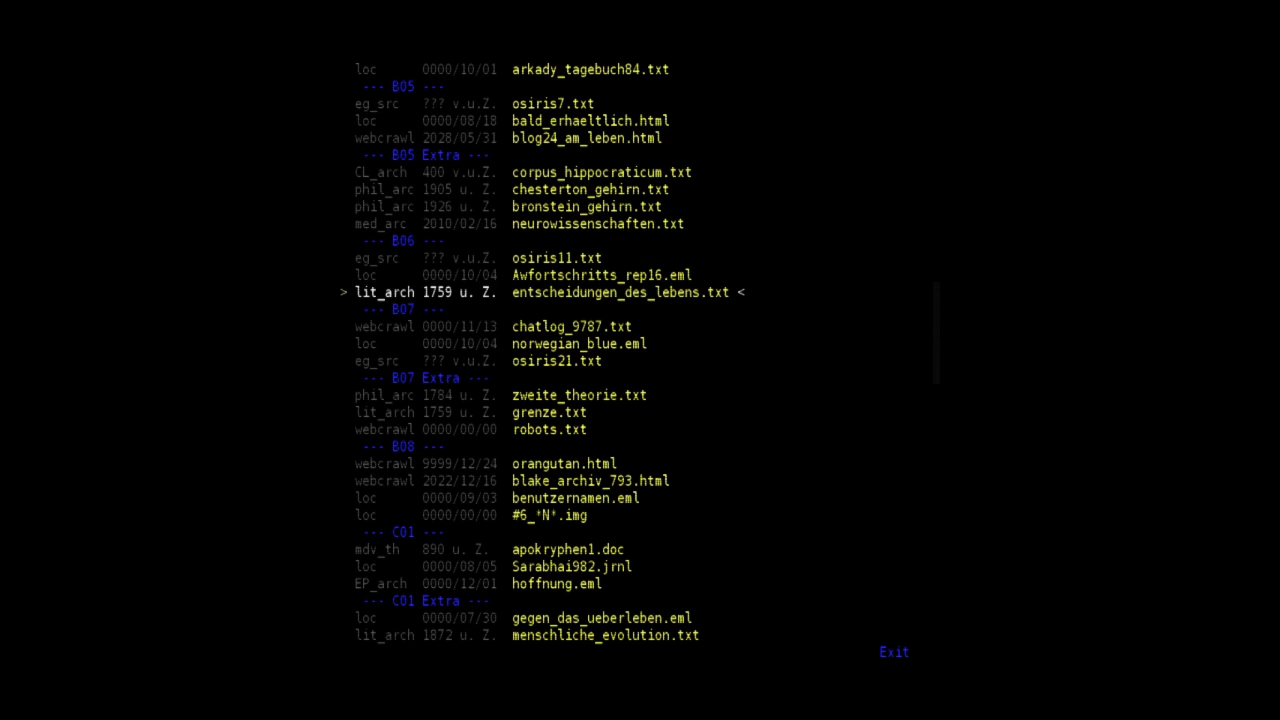 loc 0000/10/01 arkady_tagebuch84.txt
--- B05 ---
eg_src ??? v.u.Z. osiris7.txt
loc 0000/08/18 bald_erhaeltlich.html
webcrawl 2028/05/31 blog24_am_leben.html
--- B05 Extra ---
CL_arch 400 v.u.Z. corpus_hippocraticum.txt
phil_arc 1905 u. Z. chesterton_gehirn.txt
phil_arc 1926 u. Z. bronstein_gehirn.txt
med_arc 2010/02/16 neurowissenschaften.txt
--- B06 ---
eg_src ??? v.u.Z. osiris11.txt
loc 0000/10/04 Awfortschritts_rep16.eml
> lit_arch 1759 u. Z. entscheidungen_des_lebens.txt <
--- B07 ---
webcrawl 0000/11/13 chatlog_9787.txt
loc 0000/10/04 norwegian_blue.eml
eg_src ??? v.u.Z. osiris21.txt
--- B07 Extra ---
phil_arc 1784 u. Z. zweite_theorie.txt
lit_arch 1759 u. Z. grenze.txt
webcrawl 0000/00/00 robots.txt
--- B08 ---
webcrawl 9999/12/24 orangutan.html
webcrawl 2022/12/16 blake_archiv_793.html
loc 0000/09/03 benutzernamen.eml
loc 0000/00/00 #6_*N*.img
--- C01 ---
mdv_th 890 u. Z. apokryphen1.doc
loc 0000/08/05 Sarabhai982.jrnl
EP_arch 0000/12/01 hoffnung.eml
--- C01 Extra ---
loc 0000/07/30 gegen_das_ueberleben.eml
lit_arch 1872 u. Z. menschliche_evolution.txt
Exit